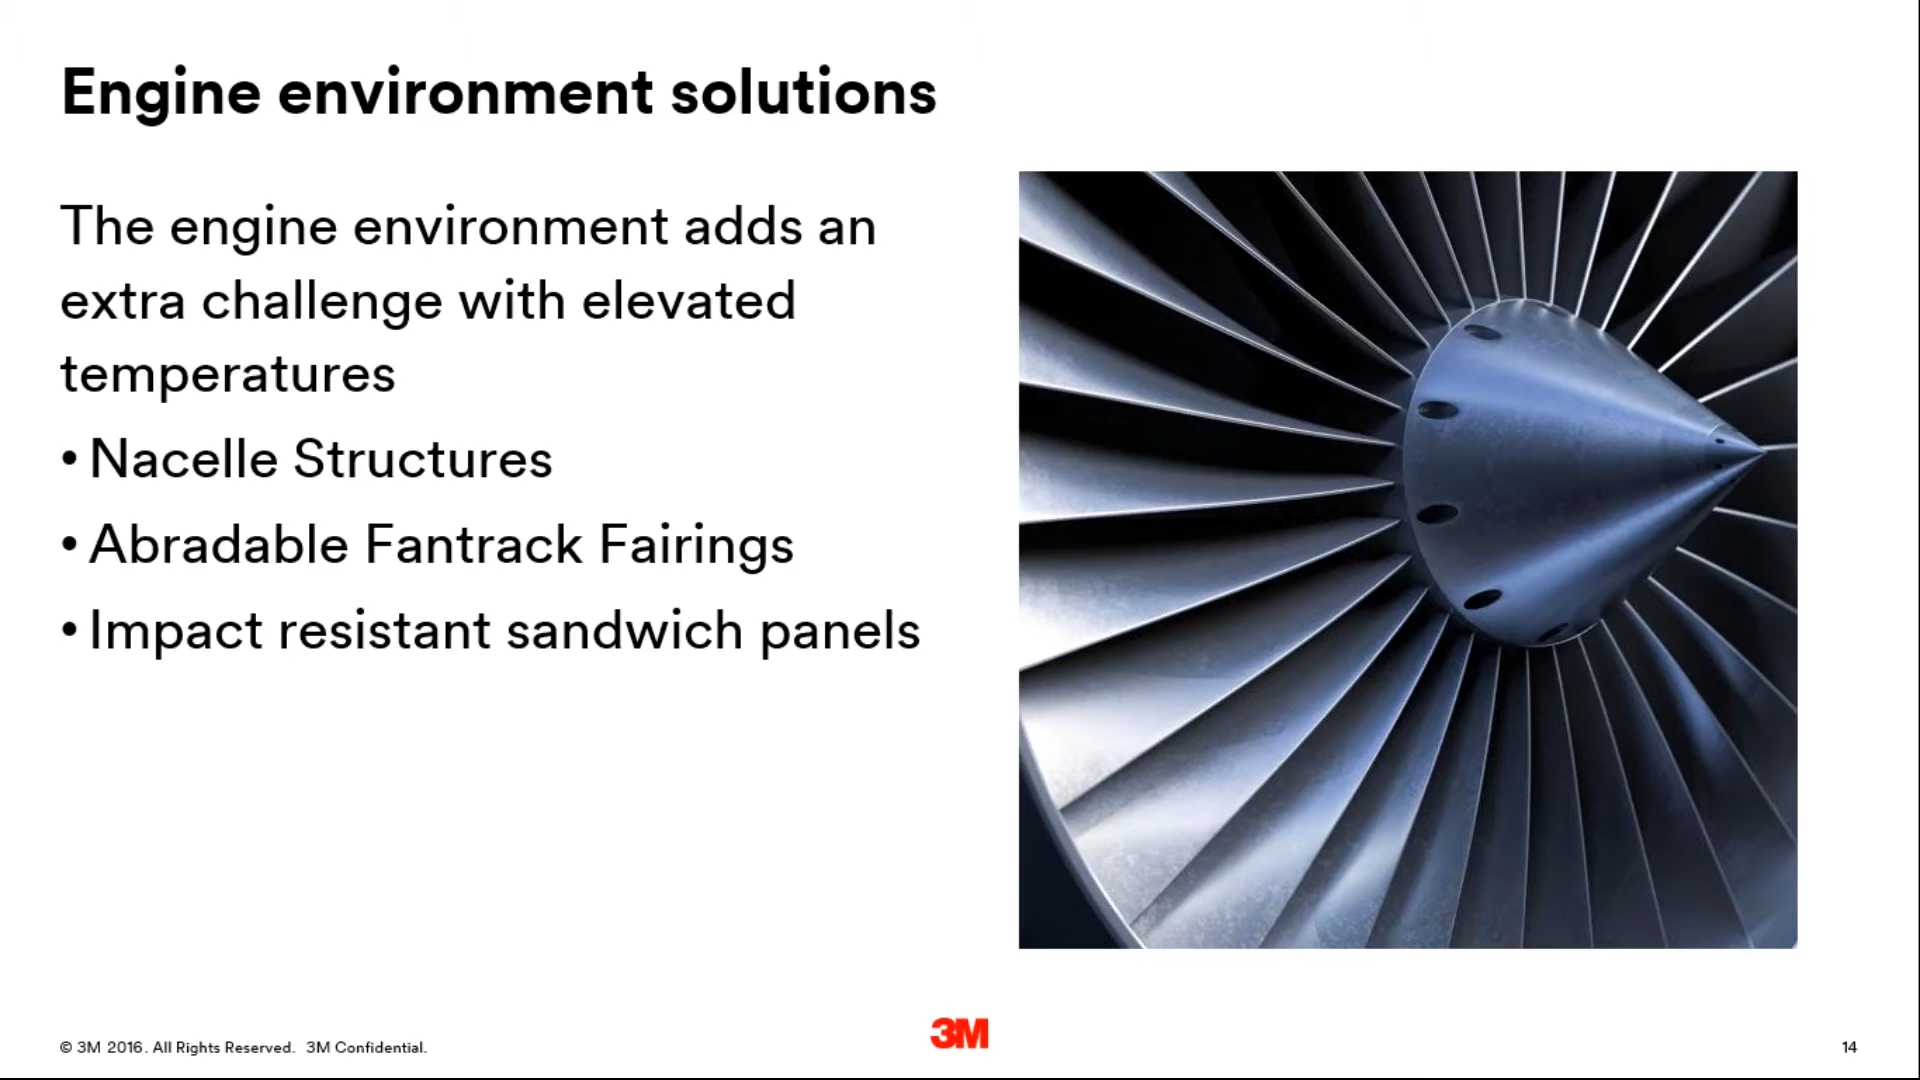 Engine environment solutions
The engine environment adds an
extra challenge with elevated
temperatures
• Nacelle Structures
• Abradable Fantrack Fairings
• Impact resistant sandwich panels
© 3M 2016. All Rights Reserved. 3M Confidential.
3M
14